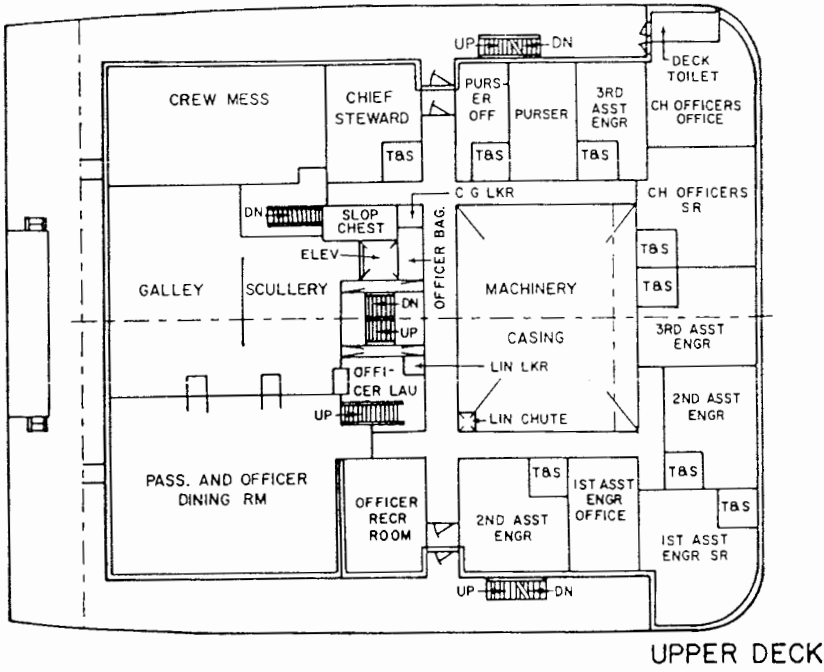 UP
DN
DECK
TOILET
CREW MESS
CHIEF
STEWARD
T&S
PURS-
ER
OFF
T&S
PURSER
3RD
ASST
ENGR
T&S
CH OFFICERS
OFFICE
CH OFFICERS
SR
T&S
C G LKR
DN
SLOP
CHEST
ELEV
OFFICER BAG.
GALLEY
SCULLERY
DN
UP
MACHINERY
CASING
T&S
3RD ASST
ENGR
OFFI-
CER LAU
LIN LKR
UP
LIN CHUTE
2ND ASST
ENGR
T&S
PASS. AND OFFICER
DINING RM
OFFICER
RECR
ROOM
T&S
2ND ASST
ENGR
1ST ASST
ENGR
OFFICE
T&S
1ST ASST
ENGR SR
UP
DN
UPPER DECK